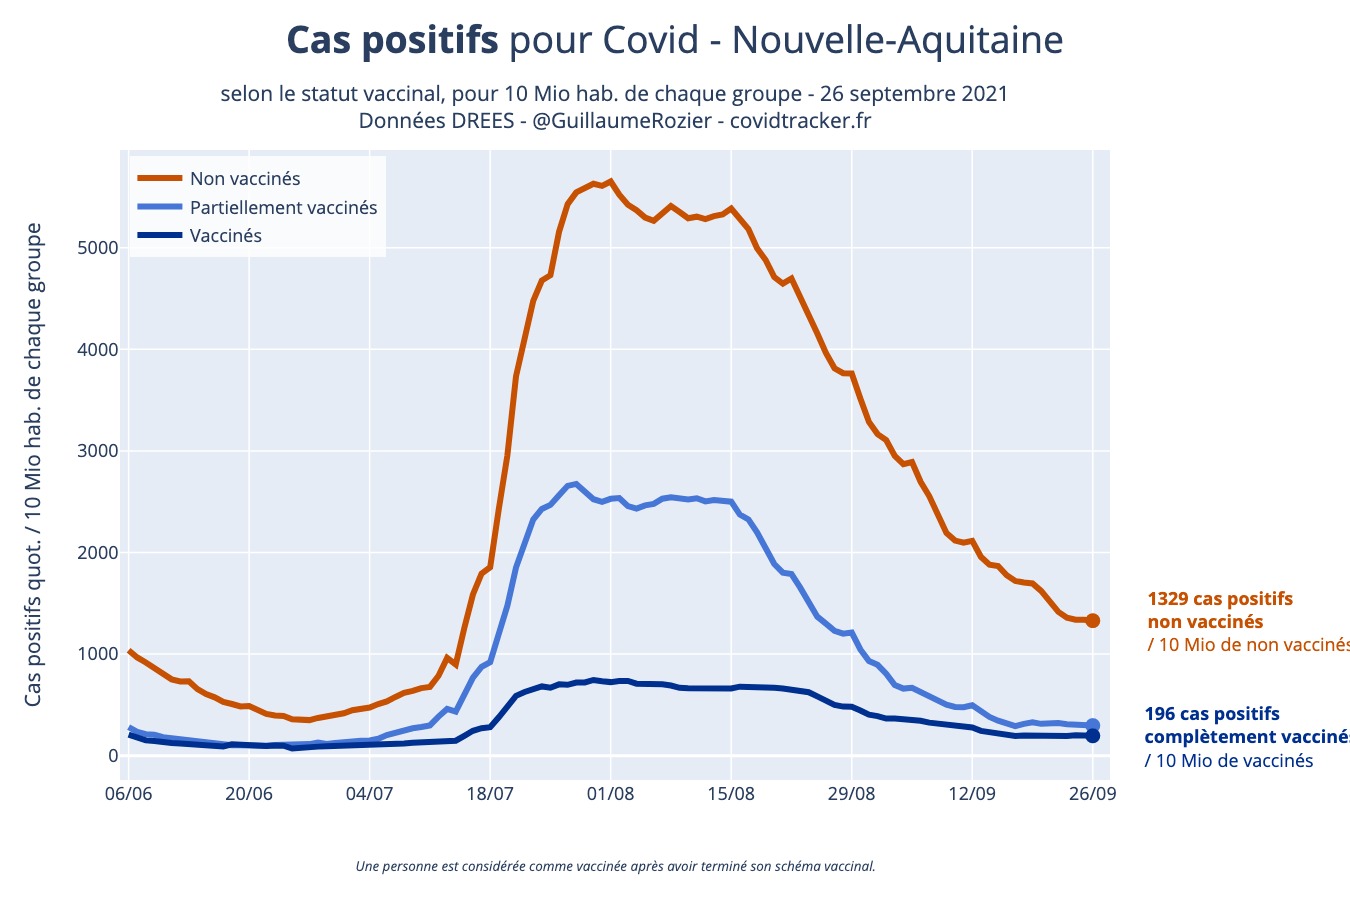 Cas positifs pour Covid - Nouvelle-Aquitaine
selon le statut vaccinal, pour 10 Mio hab. de chaque groupe - 26 septembre 2021
Données DREES - @GuillaumeRozier - covidtracker.fr
Non vaccinés
Partiellement vaccinés
Vaccinés
Cas positifs quot. / 10 Mio hab. de chaque groupe
5000
4000
3000
2000
1000
0
06/06
20/06
04/07
18/07
01/08
15/08
29/08
12/09
26/09
1329 cas positifs
non vaccinés
/ 10 Mio de non vaccinés
196 cas positifs
complètement vaccinés
/ 10 Mio de vaccinés
Une personne est considérée comme vaccinée après avoir terminé son schéma vaccinal.